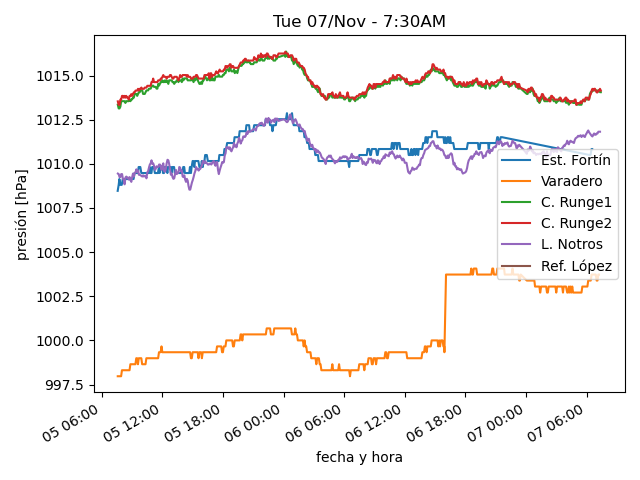 Tue 07/Nov - 7:30AM
presión [hPa]
1015.0
1012.5
1010.0
1007.5
1005.0
1002.5
1000.0
997.5
Est. Fortín
Varadero
C. Runge1
C. Runge2
L. Notros
Ref. López
05 06:00
05 12:00
05 18:00
06 00:00
06 06:00
06 12:00
06 18:00
07 00:00
07 06:00
fecha y hora